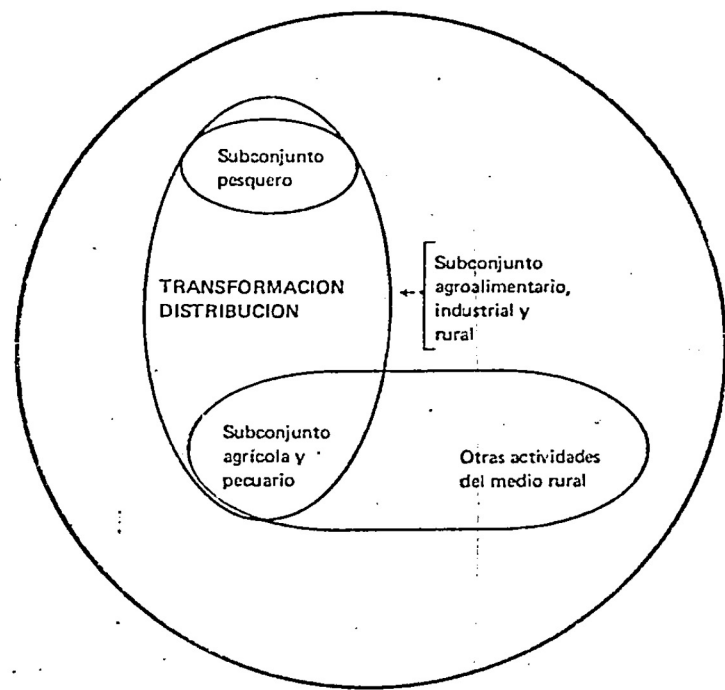 Subconjunto
pesquero
TRANSFORMACION
DISTRIBUCION
Subconjunto
agroalimentario,
industrial y
rural
Subconjunto
agrícola y
pecuario
Otras actividades
del medio rural